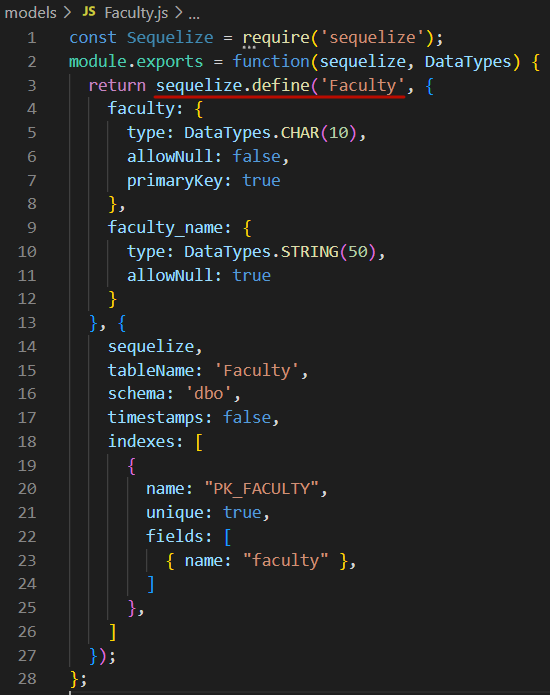 models > JS Faculty.js > ...
1 const Sequelize = require('sequelize');
2 module.exports = function(sequelize, DataTypes) {
3   return sequelize.define('Faculty', {
4     faculty: {
5       type: DataTypes.CHAR(10),
6       allowNull: false,
7       primaryKey: true
8     },
9     faculty_name: {
10       type: DataTypes.STRING(50),
11       allowNull: true
12     }
13   }, {
14     sequelize,
15     tableName: 'Faculty',
16     schema: 'dbo',
17     timestamps: false,
18     indexes: [
19       {
20         name: "PK_FACULTY",
21         unique: true,
22         fields: [
23           { name: "faculty" },
24         ]
25       },
26     ]
27   });
28 };